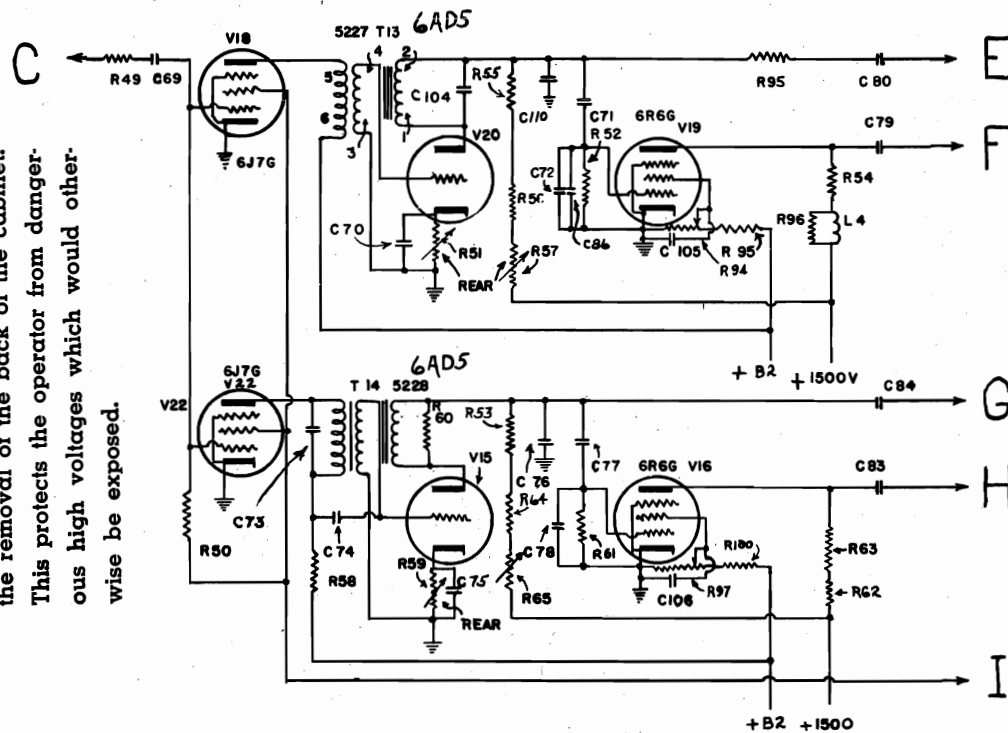 the removal of the back of the cabinet.
This protects the operator from danger-
ous high voltages which would other-
wise be exposed.
C
R49
C69
V18
6J7G
5227 T13
6AD5
5
6
4
3
2
1
C104
V20
C70
R51
REAR
R55
C110
R56
R57
C71
R52
C72
C86
6R6G
V19
C105
R94
R95
R95
C80
E
C79
F
R54
R96
L4
+ B2
+ 1500V
6J7G
V22
V22
C73
R50
T14
5228
6AD5
R
60
C74
R58
V15
R59
C75
REAR
R53
C76
R64
R65
C77
C78
R61
6R6G
V16
R100
C106
R97
C84
G
C83
H
R63
R62
I
+B2
+1500